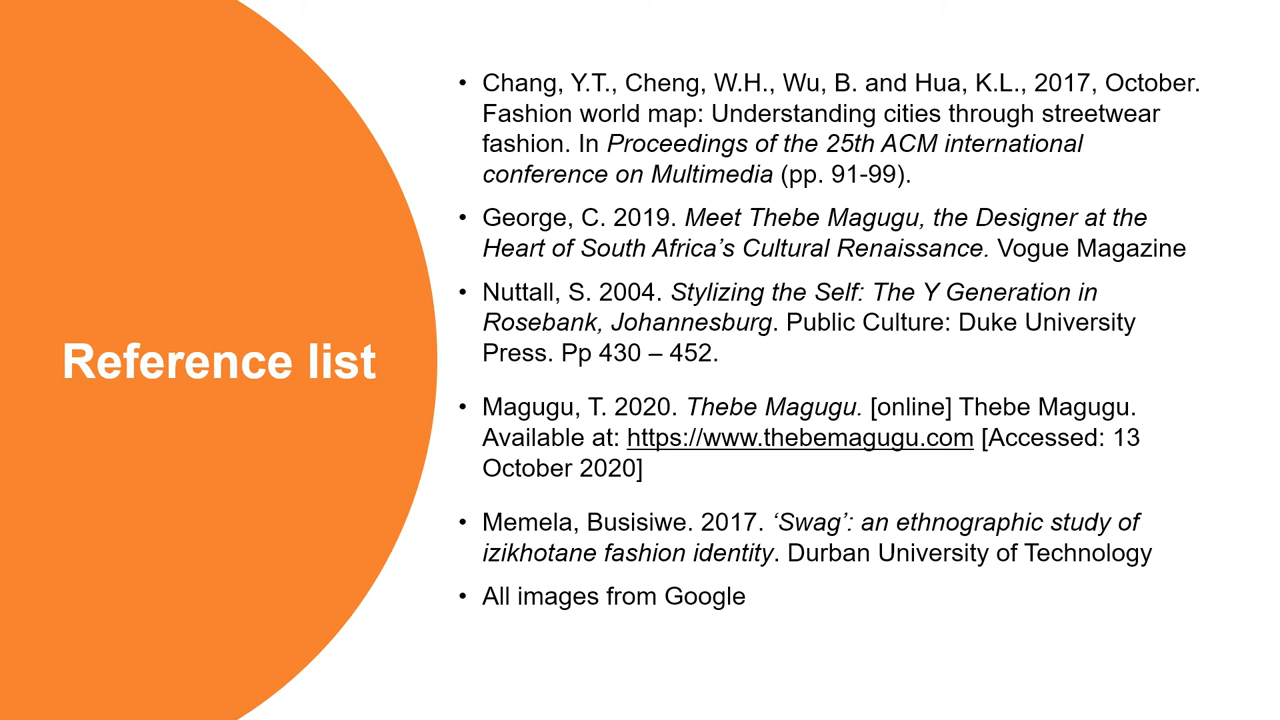 Reference list
• Chang, Y.T., Cheng, W.H., Wu, B. and Hua, K.L., 2017, October.
Fashion world map: Understanding cities through streetwear
fashion. In Proceedings of the 25th ACM international
conference on Multimedia (pp. 91-99).
• George, C. 2019. Meet Thebe Magugu, the Designer at the
Heart of South Africa’s Cultural Renaissance. Vogue Magazine
• Nuttall, S. 2004. Stylizing the Self: The Y Generation in
Rosebank, Johannesburg. Public Culture: Duke University
Press. Pp 430 – 452.
• Magugu, T. 2020. Thebe Magugu. [online] Thebe Magugu.
Available at: https://www.thebemagugu.com [Accessed: 13
October 2020]
• Memela, Busisiwe. 2017. ‘Swag’: an ethnographic study of
izikhotane fashion identity. Durban University of Technology
• All images from Google